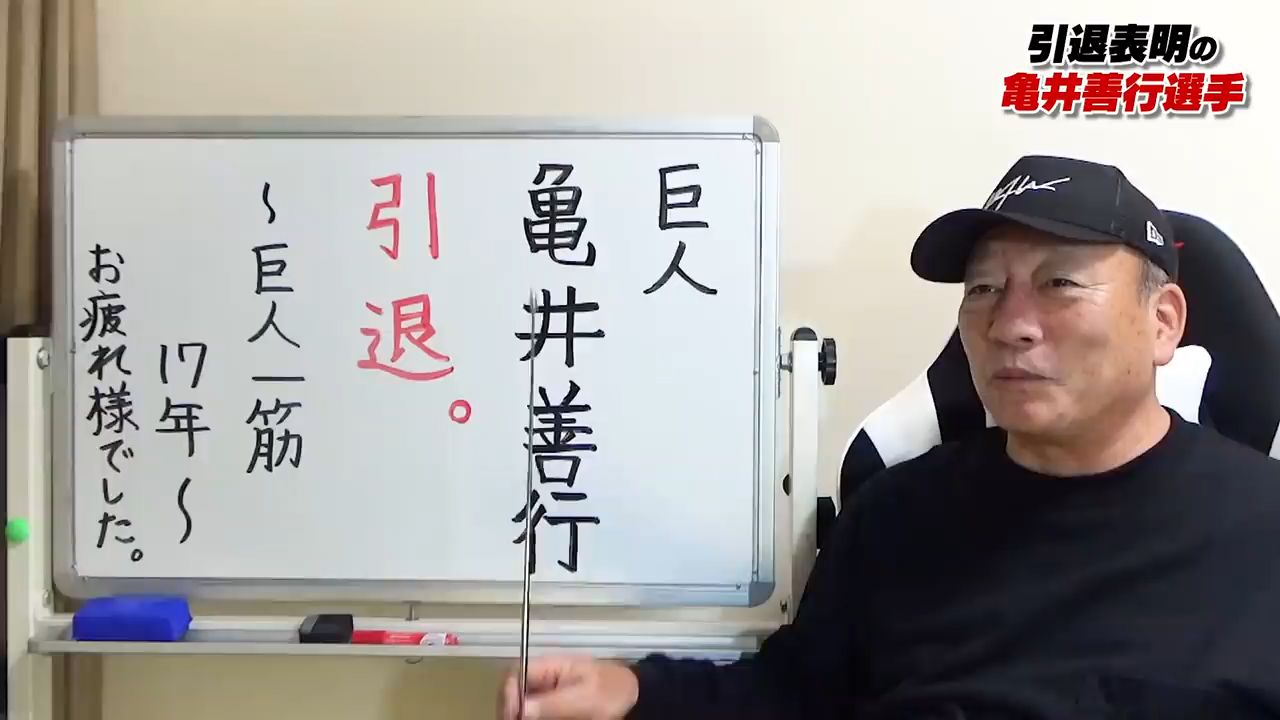 引退表明の
亀井善行選手
巨人
亀井善行
引退。
～巨人一筋
17年～
お疲れ様でした。